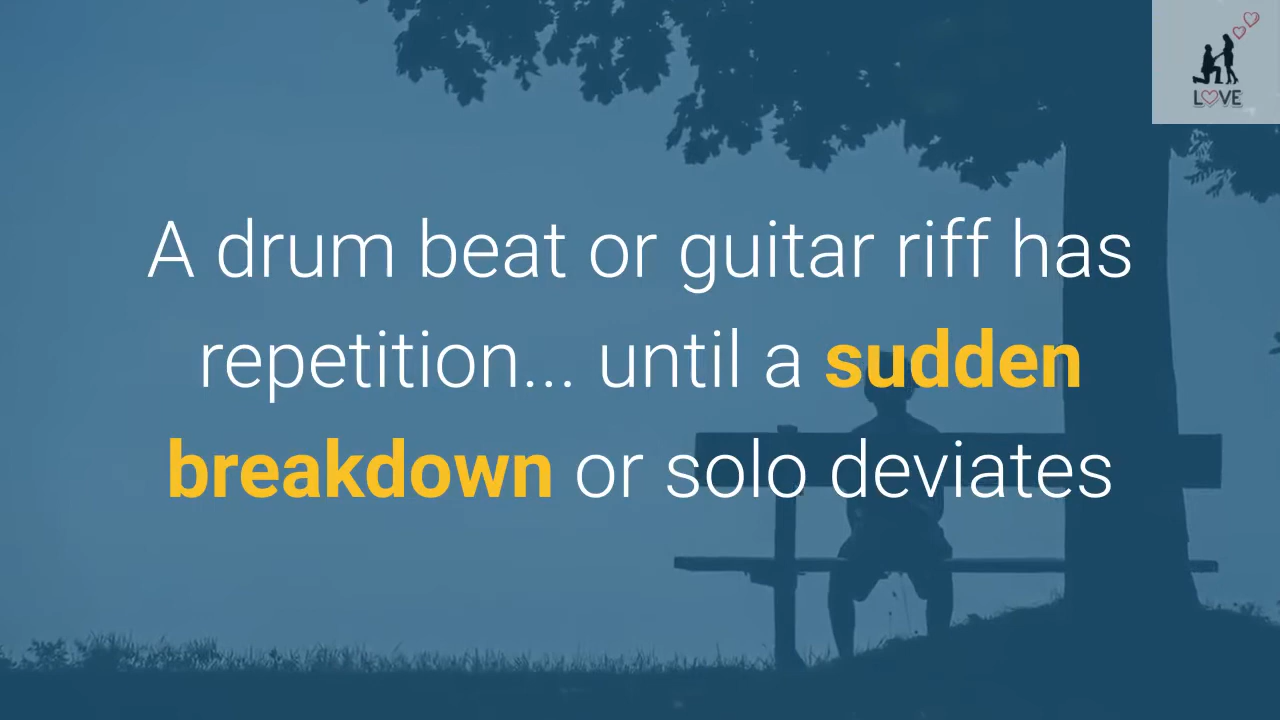 LOVE
A drum beat or guitar riff has
repetition... until a sudden
breakdown or solo deviates